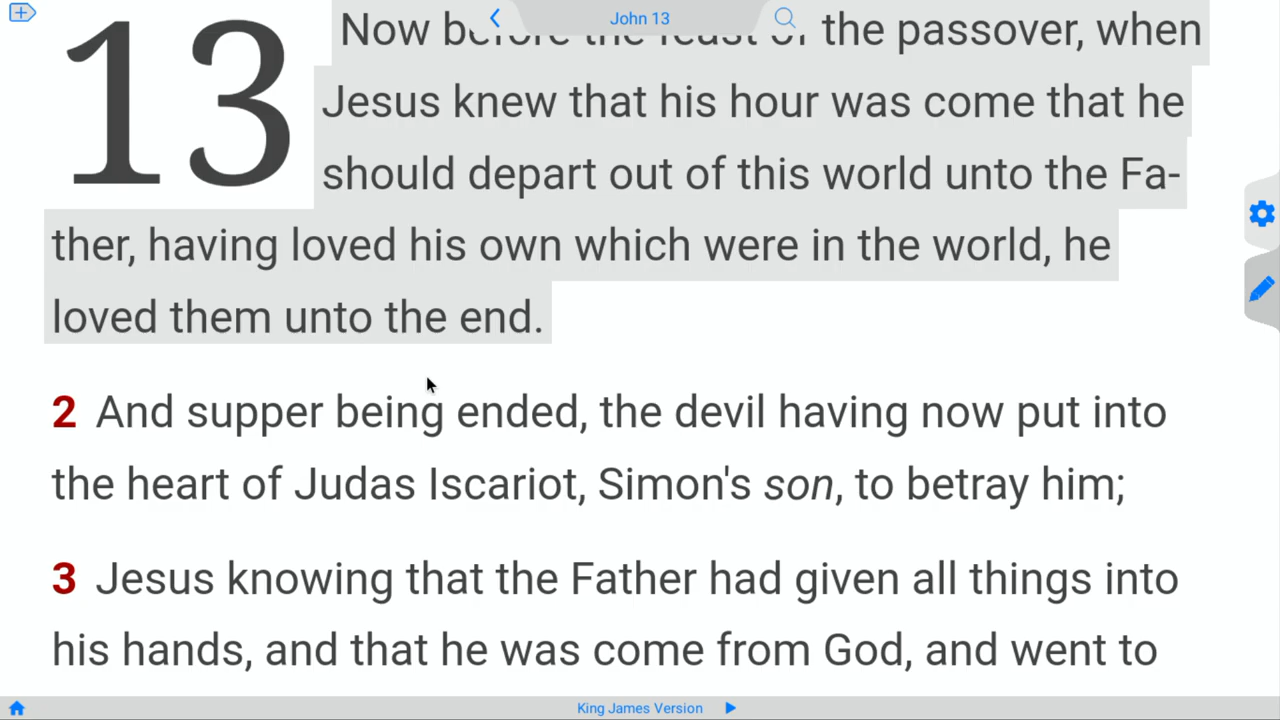 John 13
13
Now before the feast of the passover, when
Jesus knew that his hour was come that he
should depart out of this world unto the Fa-
ther, having loved his own which were in the world, he
loved them unto the end.
2 And supper being ended, the devil having now put into
the heart of Judas Iscariot, Simon's son, to betray him;
3 Jesus knowing that the Father had given all things into
his hands, and that he was come from God, and went to
King James Version